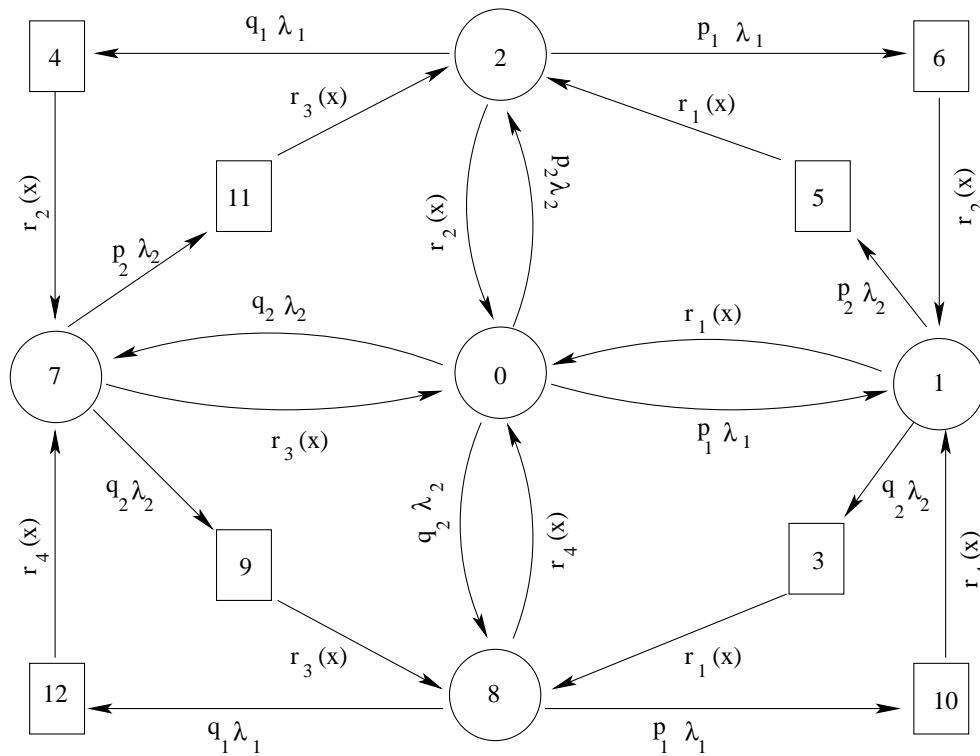 q₁ λ₁
p₁ λ₁
4
2
6
r₃(x)
r₁(x)
r₂(x)
11
r₂(x)
p₂λ₂
5
r₂(x)
p₂ λ₂
p₂ λ₂
q₂ λ₂
r₁(x)
7
0
1
r₃(x)
p₁ λ₁
q₂ λ₂
q₂ λ₂
q₂ λ₂
r₄(x)
9
r₄(x)
3
r₄(x)
r₃(x)
r₁(x)
12
8
10
q₁ λ₁
p₁ λ₁